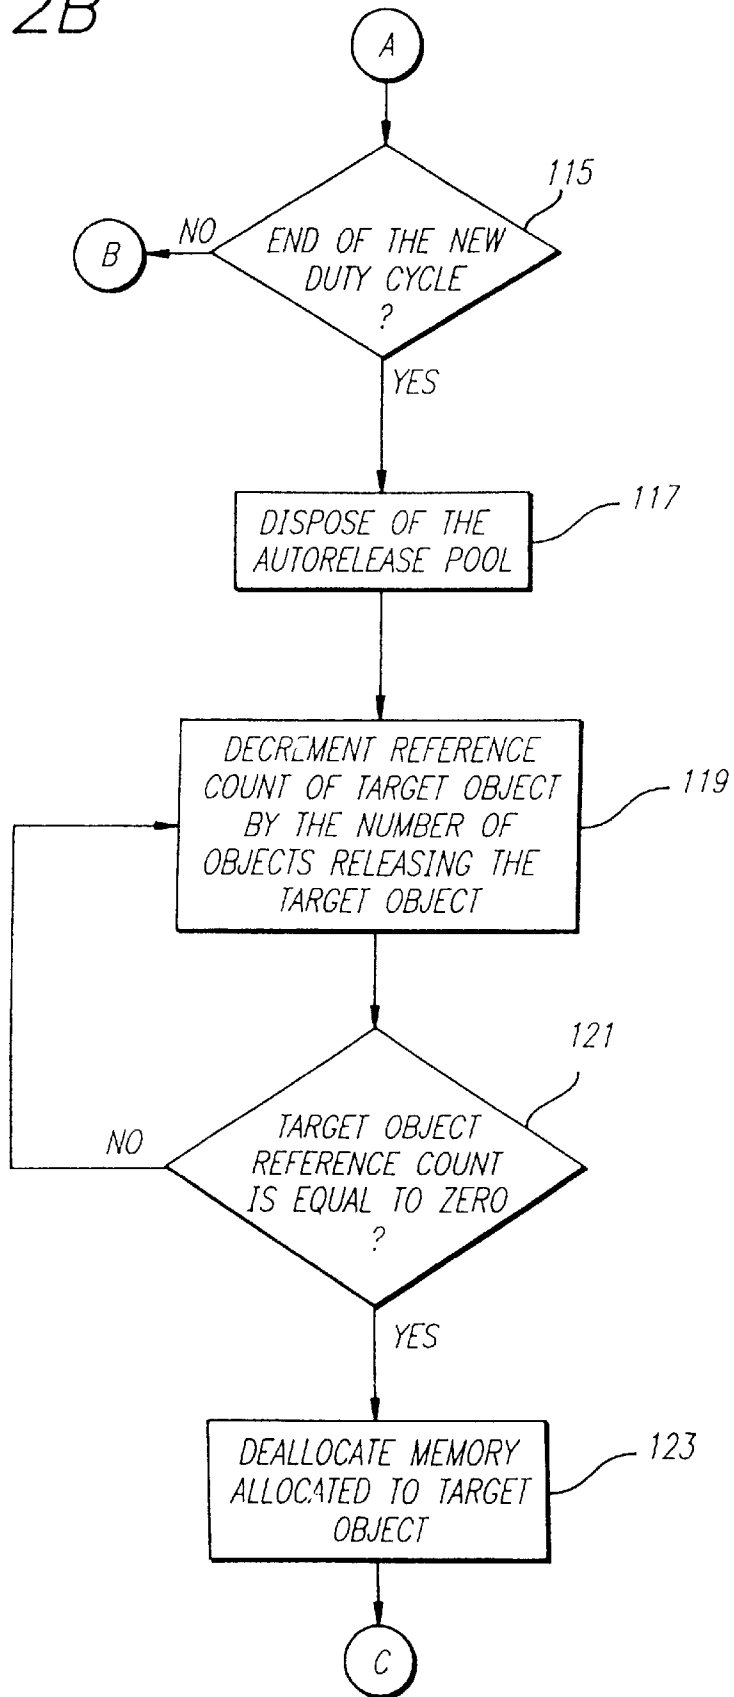 2B
A
115
NO
B
END OF THE NEW
DUTY CYCLE
?
YES
117
DISPOSE OF THE
AUTORELEASE POOL
DECREMENT REFERENCE
COUNT OF TARGET OBJECT
BY THE NUMBER OF
OBJECTS RELEASING THE
TARGET OBJECT
119
121
NO
TARGET OBJECT
REFERENCE COUNT
IS EQUAL TO ZERO
?
YES
DEALLOCATE MEMORY
ALLOCATED TO TARGET
OBJECT
123
C